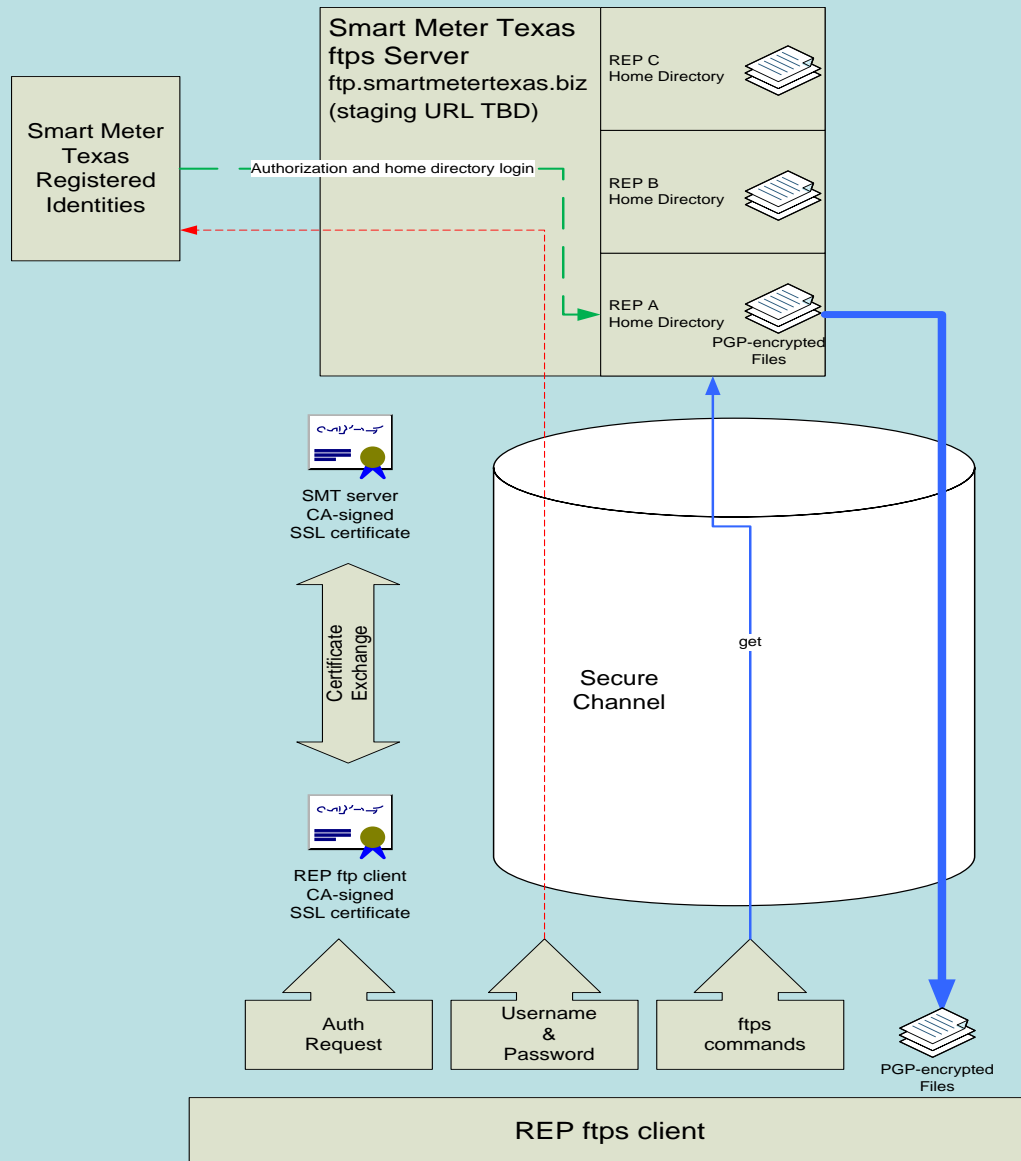 Smart Meter Texas
ftps Server
ftp.smartmetertexas.biz
(staging URL TBD)
REP C
Home Directory
Smart Meter
Texas
Registered
Identities
Authorization and home directory login
REP B
Home Directory
REP A
Home Directory
PGP-encrypted
Files
SMT server
CA-signed
SSL certificate
Certificate
Exchange
get
Secure
Channel
REP ftp client
CA-signed
SSL certificate
Auth
Request
Username
&
Password
ftps
commands
PGP-encrypted
Files
REP ftps client